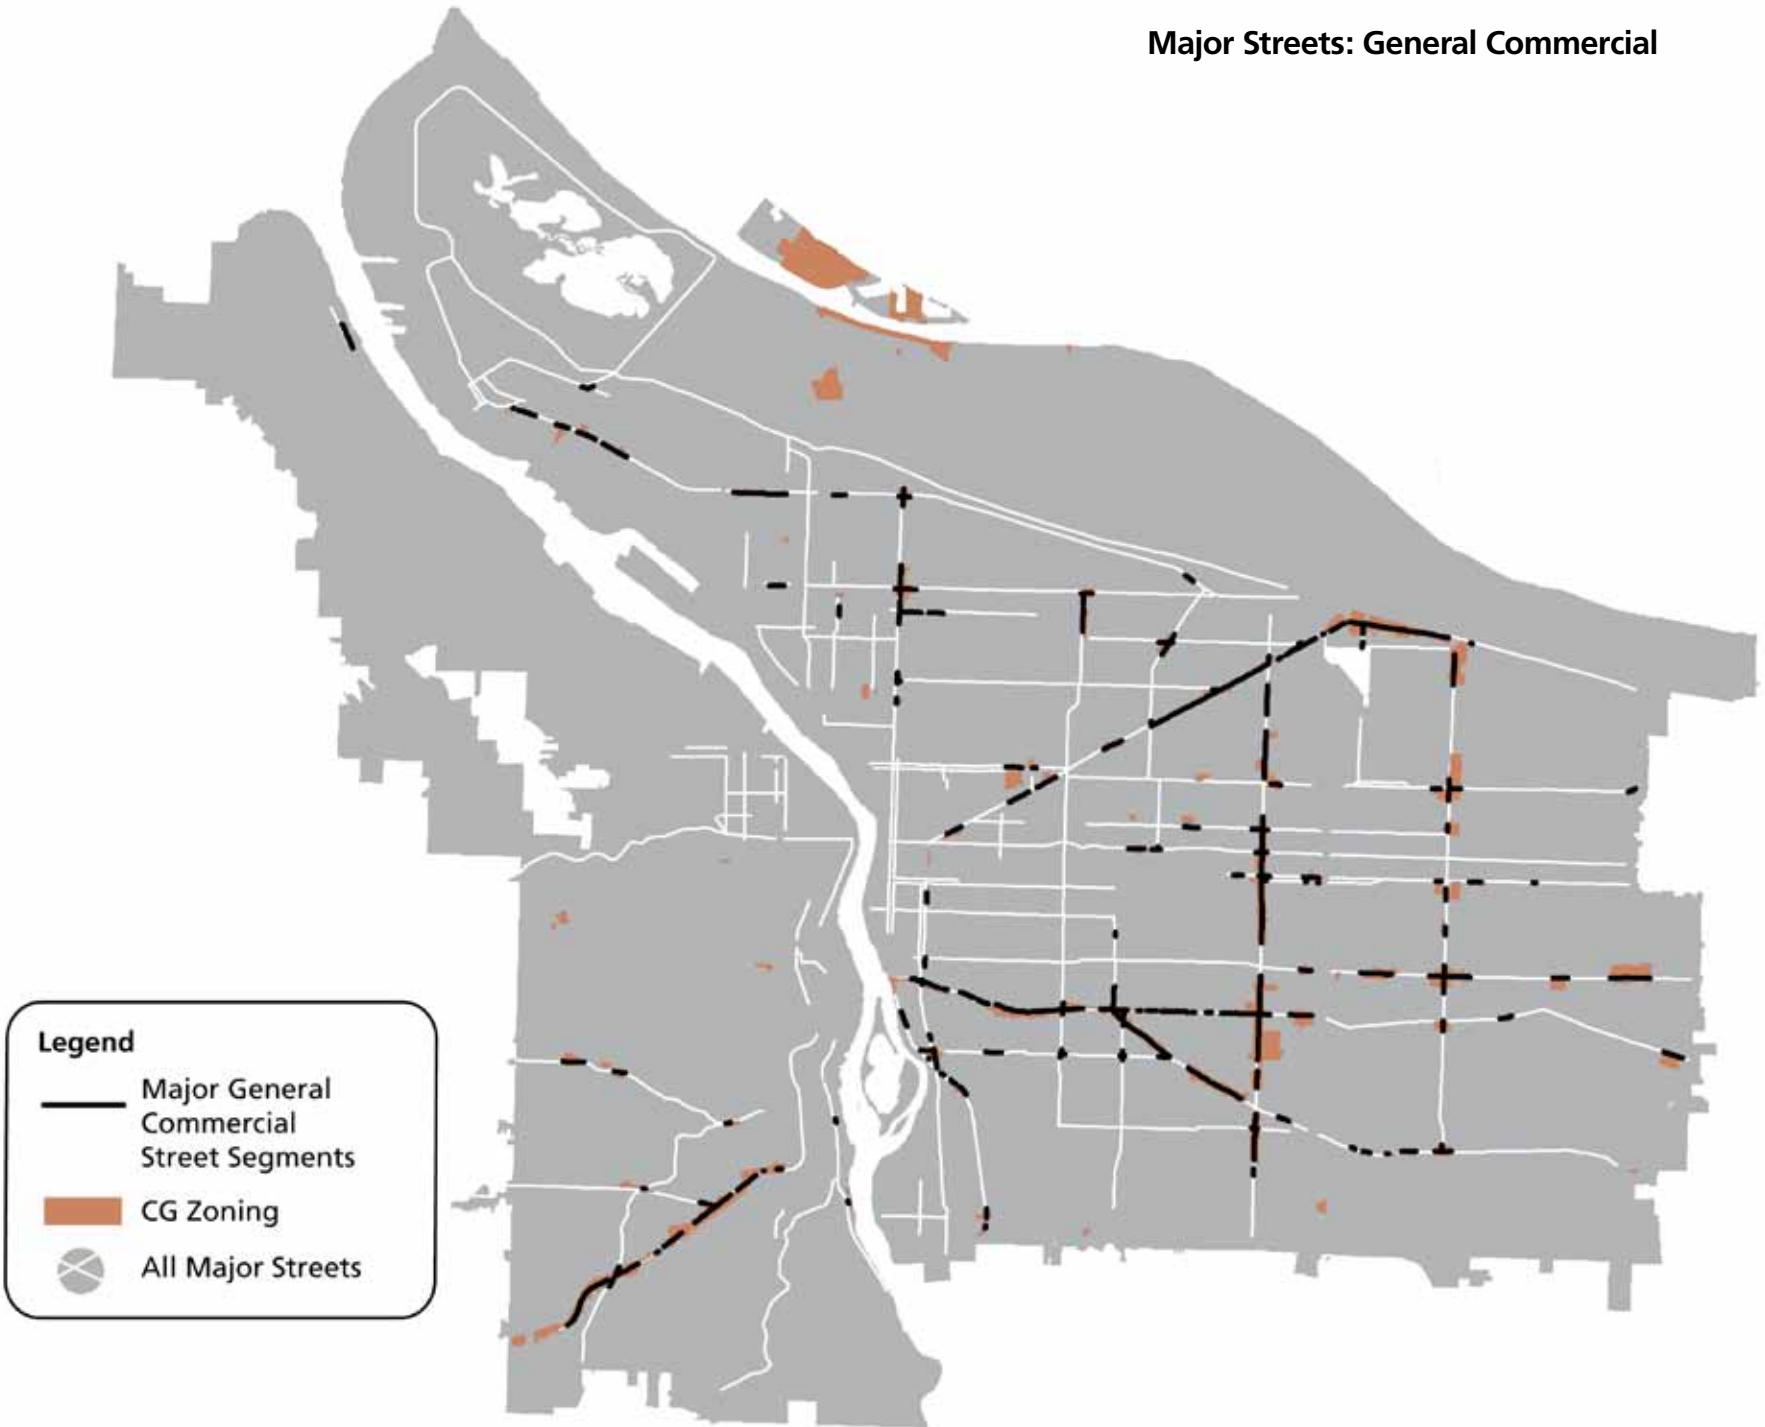 Major Streets: General Commercial
Legend
Major General
Commercial
Street Segments
CG Zoning
All Major Streets